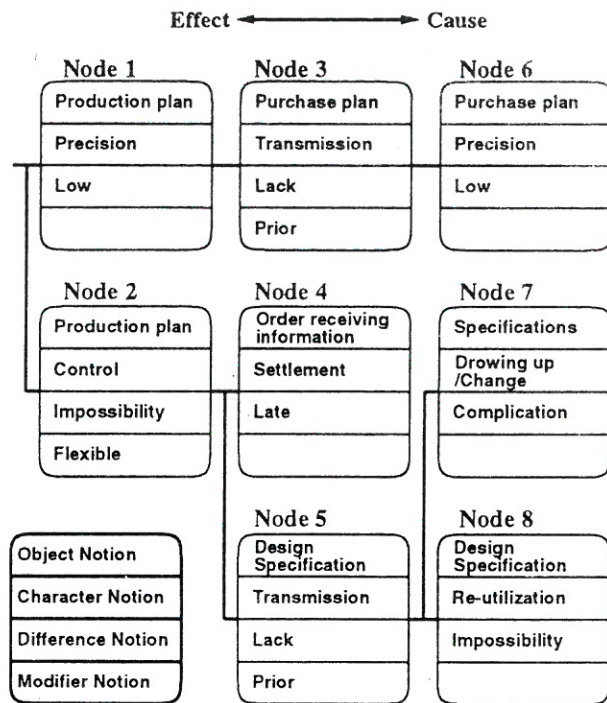 Effect Cause
Node 1
Production plan
Precision
Low
Node 3
Purchase plan
Transmission
Lack
Prior
Node 6
Purchase plan
Precision
Low
Node 2
Production plan
Control
Impossibility
Flexible
Node 4
Order receiving
information
Settlement
Late
Node 7
Specifications
Drowing up
/Change
Complication
Object Notion
Character Notion
Difference Notion
Modifier Notion
Node 5
Design
Specification
Transmission
Lack
Prior
Node 8
Design
Specification
Re-utilization
Impossibility